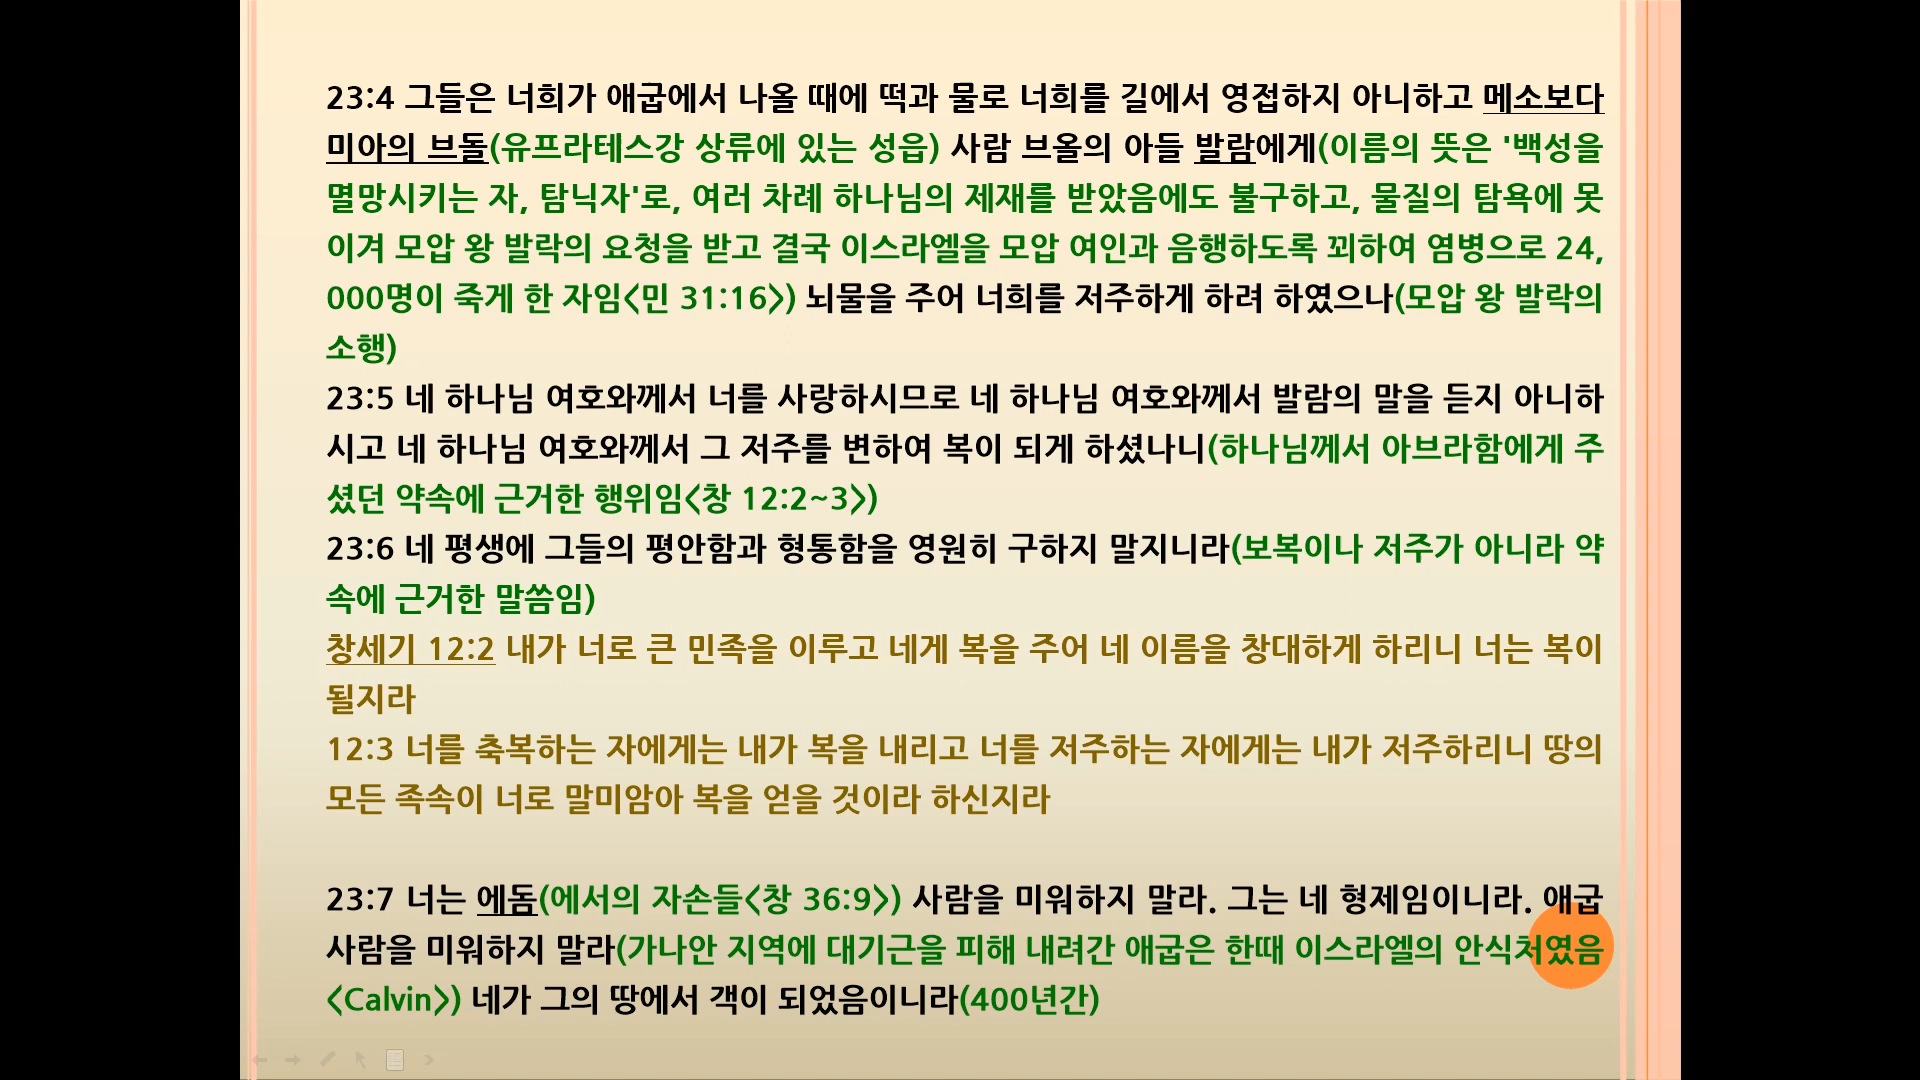 23:4 그들은 너희가 애굽에서 나올 때에 떡과 물로 너희를 길에서 영접하지 아니하고 메소보다
미아의 브돌(유프라테스강 상류에 있는 성읍) 사람 브올의 아들 발람에게(이름의 뜻은 '백성을
멸망시키는 자, 탐닉자'로, 여러 차례 하나님의 제재를 받았음에도 불구하고, 물질의 탐욕에 못
이겨 모압 왕 발락의 요청을 받고 결국 이스라엘을 모압 여인과 음행하도록 꾀하여 염병으로 24,
000명이 죽게 한 자임<민 31:16>) 뇌물을 주어 너희를 저주하게 하려 하였으나(모압 왕 발락의
소행)
23:5 네 하나님 여호와께서 너를 사랑하시므로 네 하나님 여호와께서 발람의 말을 듣지 아니하
시고 네 하나님 여호와께서 그 저주를 변하여 복이 되게 하셨나니(하나님께서 아브라함에게 주
셨던 약속에 근거한 행위임<창 12:2~3>)
23:6 네 평생에 그들의 평안함과 형통함을 영원히 구하지 말지니라(보복이나 저주가 아니라 약
속에 근거한 말씀임)
창세기 12:2 내가 너로 큰 민족을 이루고 네게 복을 주어 네 이름을 창대하게 하리니 너는 복이
될지라
12:3 너를 축복하는 자에게는 내가 복을 내리고 너를 저주하는 자에게는 내가 저주하리니 땅의
모든 족속이 너로 말미암아 복을 얻을 것이라 하신지라
23:7 너는 에돔(에서의 자손들<창 36:9>) 사람을 미워하지 말라. 그는 네 형제임이니라. 애굽
사람을 미워하지 말라(가나안 지역에 대기근을 피해 내려간 애굽은 한때 이스라엘의 안식처였음
<Calvin>) 네가 그의 땅에서 객이 되었음이니라(400년간)